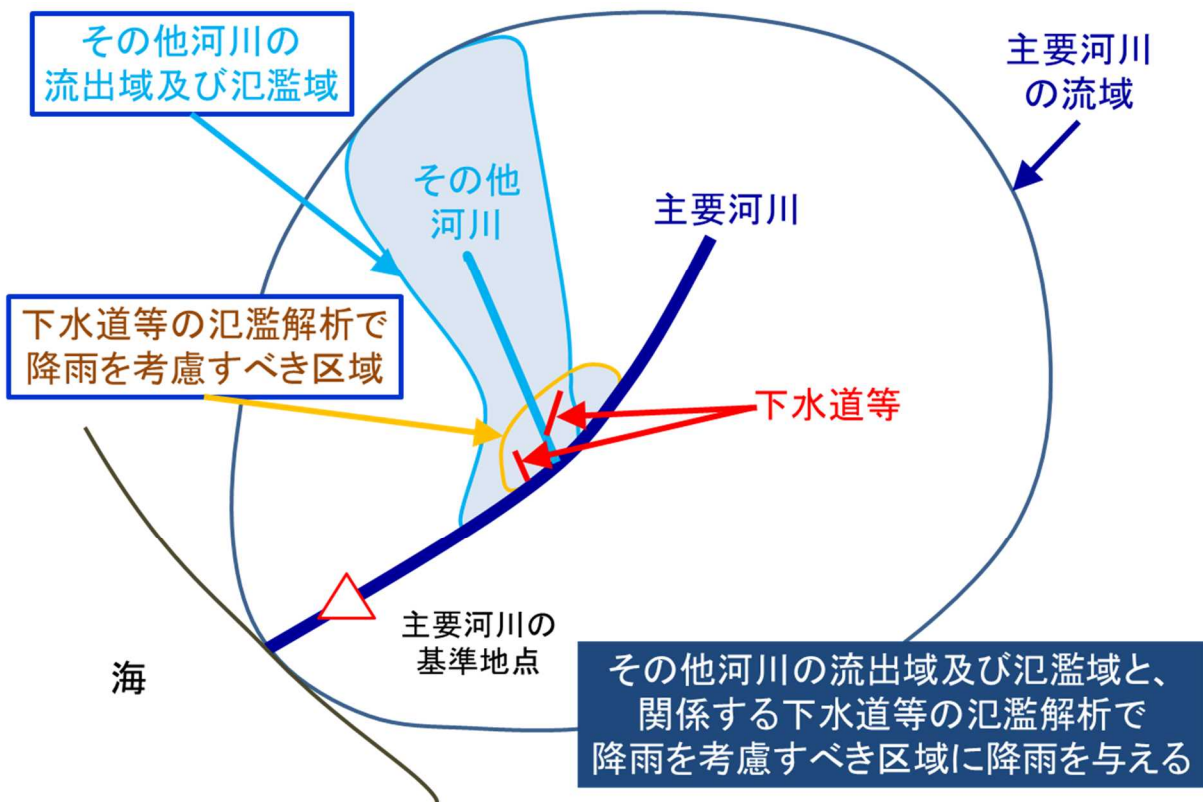 その他河川の
流出域及び氾濫域
主要河川
の流域
その他
河川
主要河川
下水道等の氾濫解析で
降雨を考慮すべき区域
下水道等
主要河川の
基準地点
海
その他河川の流出域及び氾濫域と、
関係する下水道等の氾濫解析で
降雨を考慮すべき区域に降雨を与える